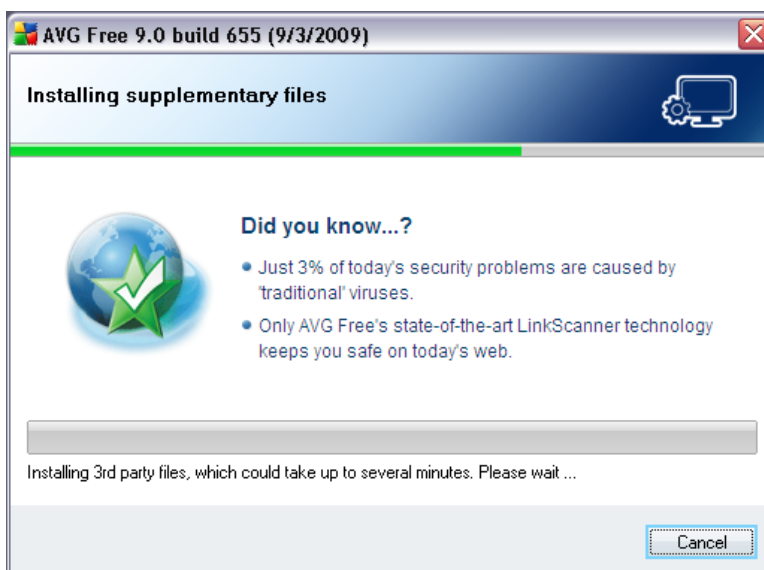 AVG Free 9.0 build 655 (9/3/2009)
Installing supplementary files
Did you know...?
Just 3% of today's security problems are caused by
'traditional' viruses.
Only AVG Free's state-of-the-art LinkScanner technology
keeps you safe on today's web.
Installing 3rd party files, which could take up to several minutes. Please wait ...
Cancel